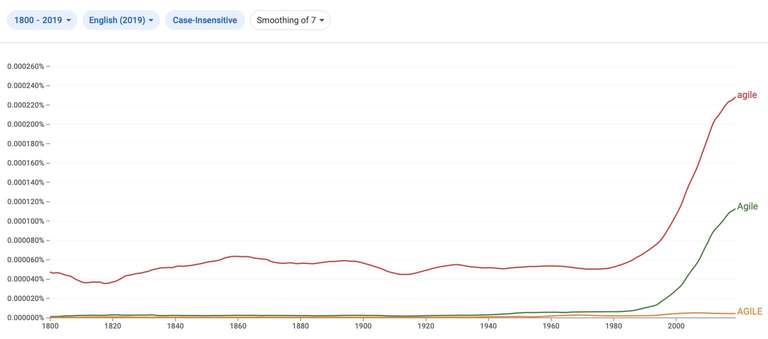 1800 - 2019 English (2019) Case-Insensitive Smoothing of 7
0.000260%
0.000240%
0.000220%
0.000200%
0.000180%
0.000160%
0.000140%
0.000120%
0.000100%
0.000080%
0.000060%
0.000040%
0.000020%
0.000000%
agile
Agile
AGILE
1800 1820 1840 1860 1880 1900 1920 1940 1960 1980 2000